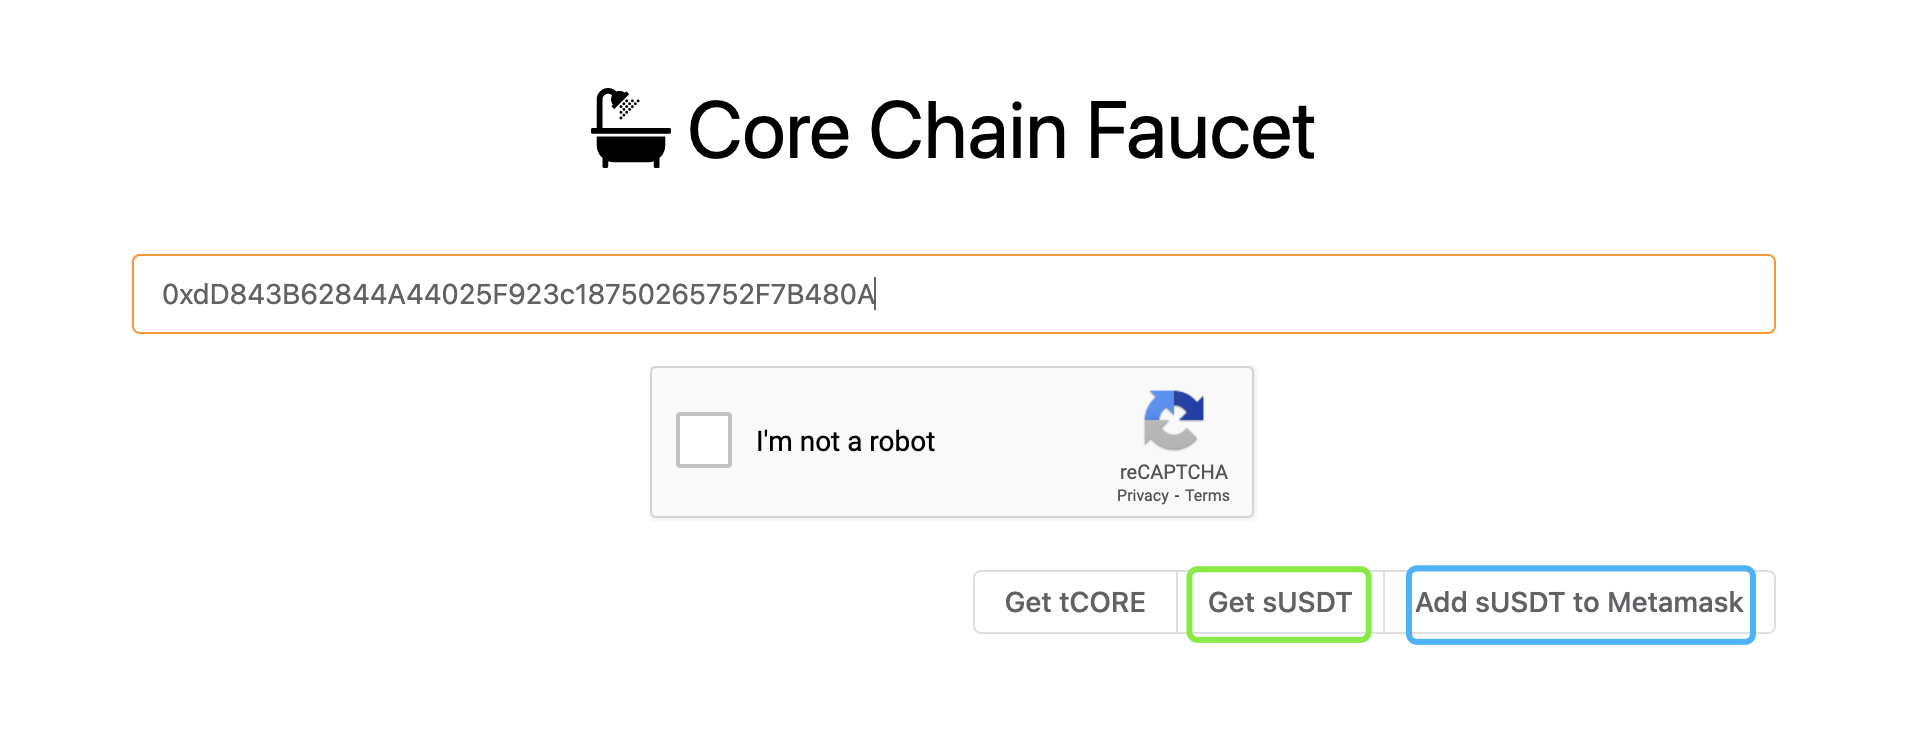 Core Chain Faucet
0xdD843B62844A44025F923c18750265752F7B480A
I'm not a robot
reCAPTCHA
Privacy - Terms
Get tCORE Get sUSDT Add sUSDT to Metamask